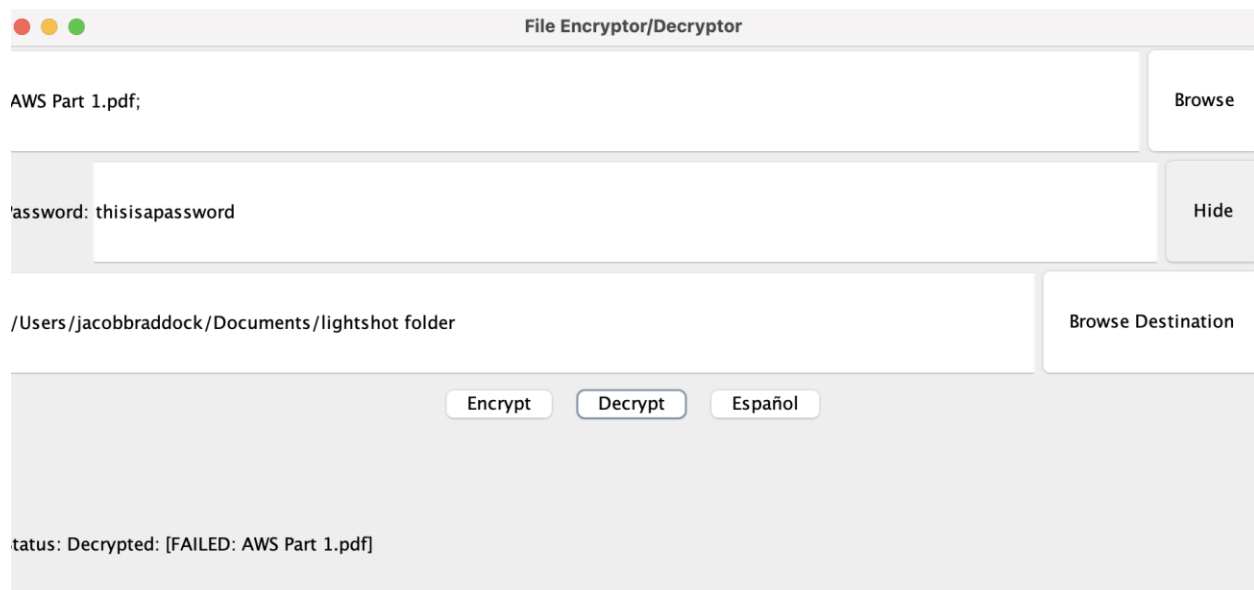 File Encryptor/Decryptor
AWS Part 1.pdf; Browse
Password: thisisapassword Hide
/Users/jacobbraddock/Documents/lightshot folder Browse Destination
Encrypt Decrypt Español
tatus: Decrypted: [FAILED: AWS Part 1.pdf]